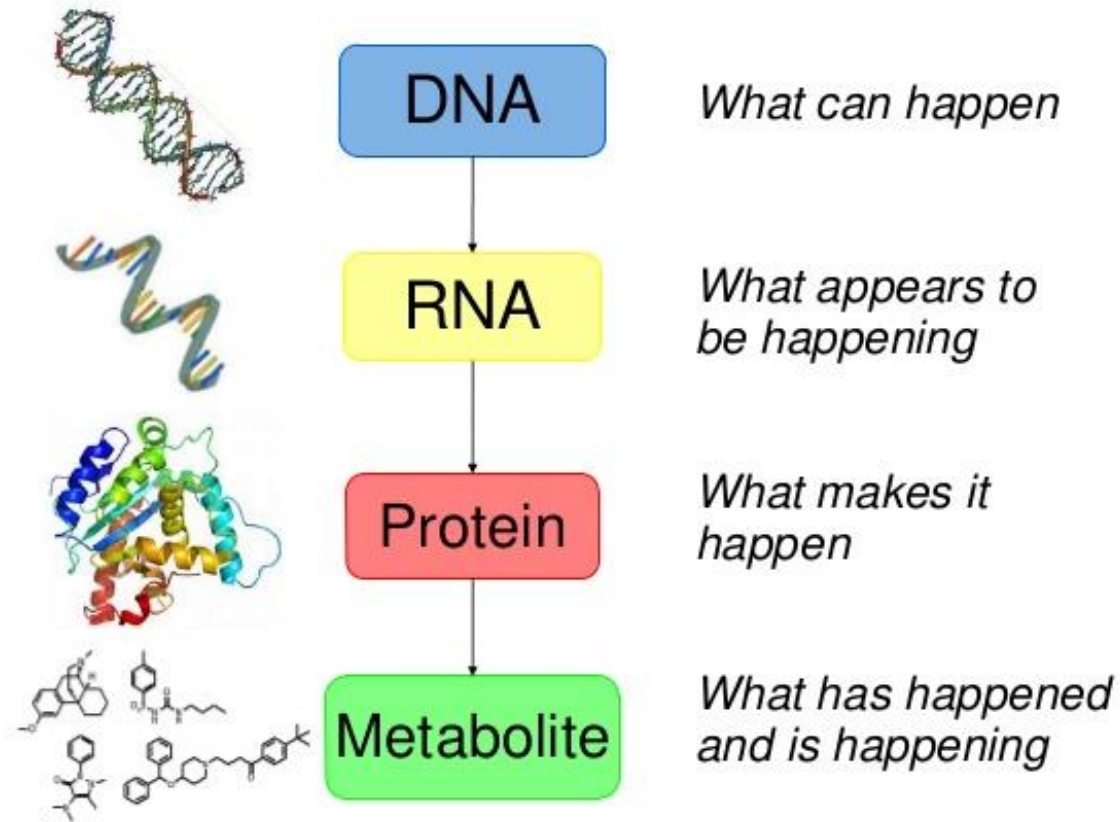 DNA
What can happen
RNA
What appears to
be happening
Protein
What makes it
happen
Metabolite
What has happened
and is happening